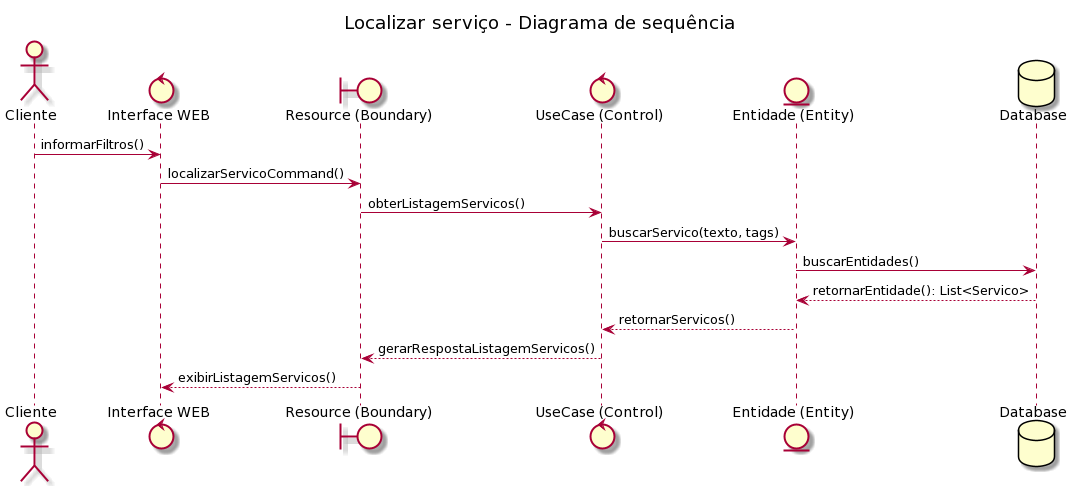 Localizar serviço - Diagrama de sequência
Cliente
Interface WEB
Resource (Boundary)
UseCase (Control)
Entidade (Entity)
Database
informarFiltros()
localizarServicoCommand()
obterListagemServicos()
buscarServico(texto, tags)
buscarEntidades()
retornarEntidade(): List<Servico>
retornarServicos()
gerarRespostaListagemServicos()
exibirListagemServicos()
Cliente
Interface WEB
Resource (Boundary)
UseCase (Control)
Entidade (Entity)
Database